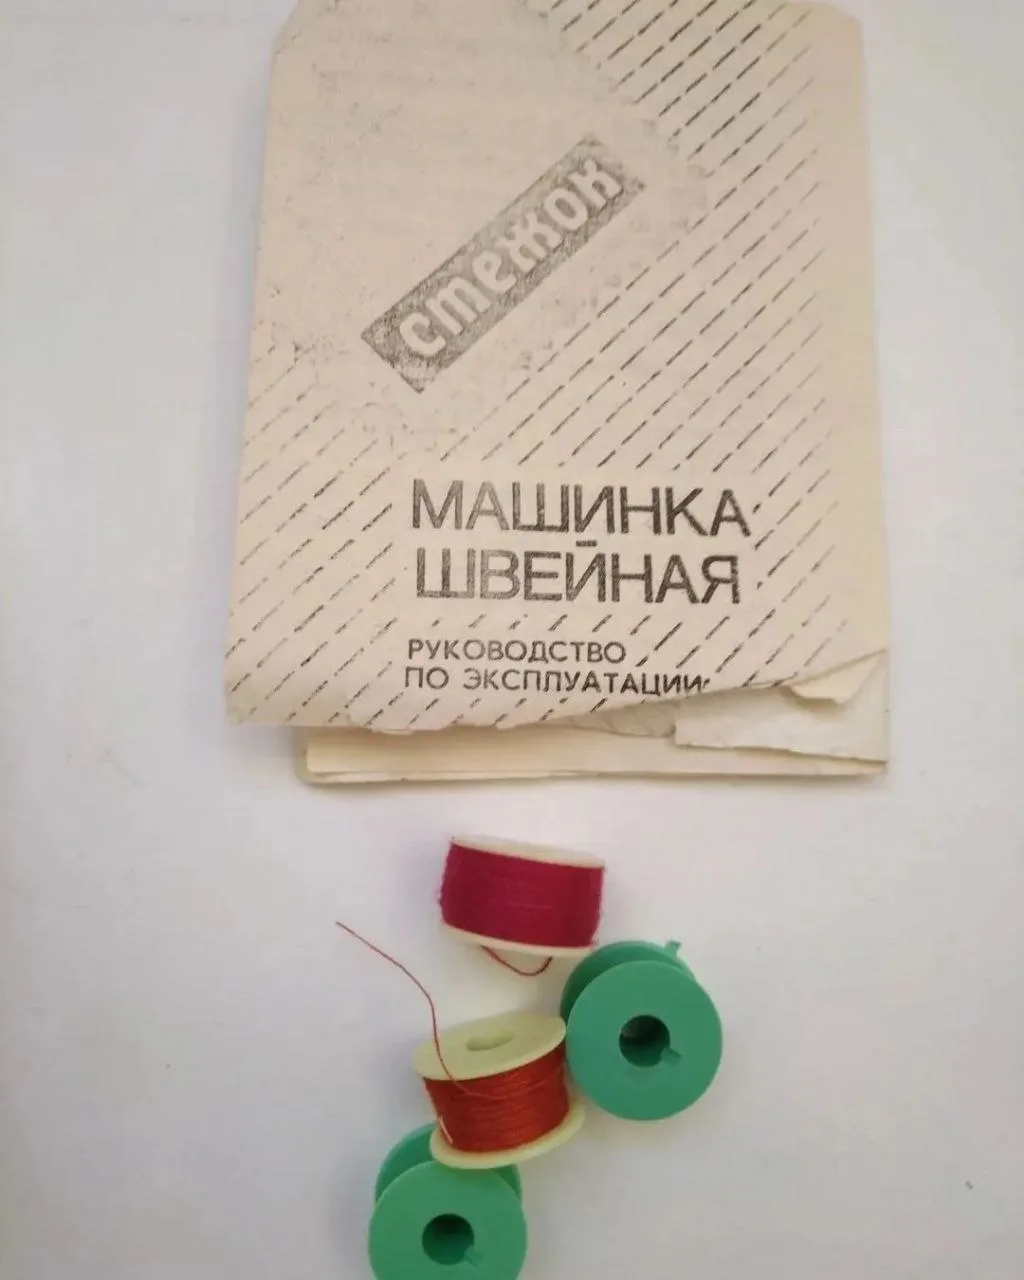 стежок
МАШИНКА
ШВЕЙНАЯ
РУКОВОДСТВО
ПО ЭКСПЛУАТАЦИИ